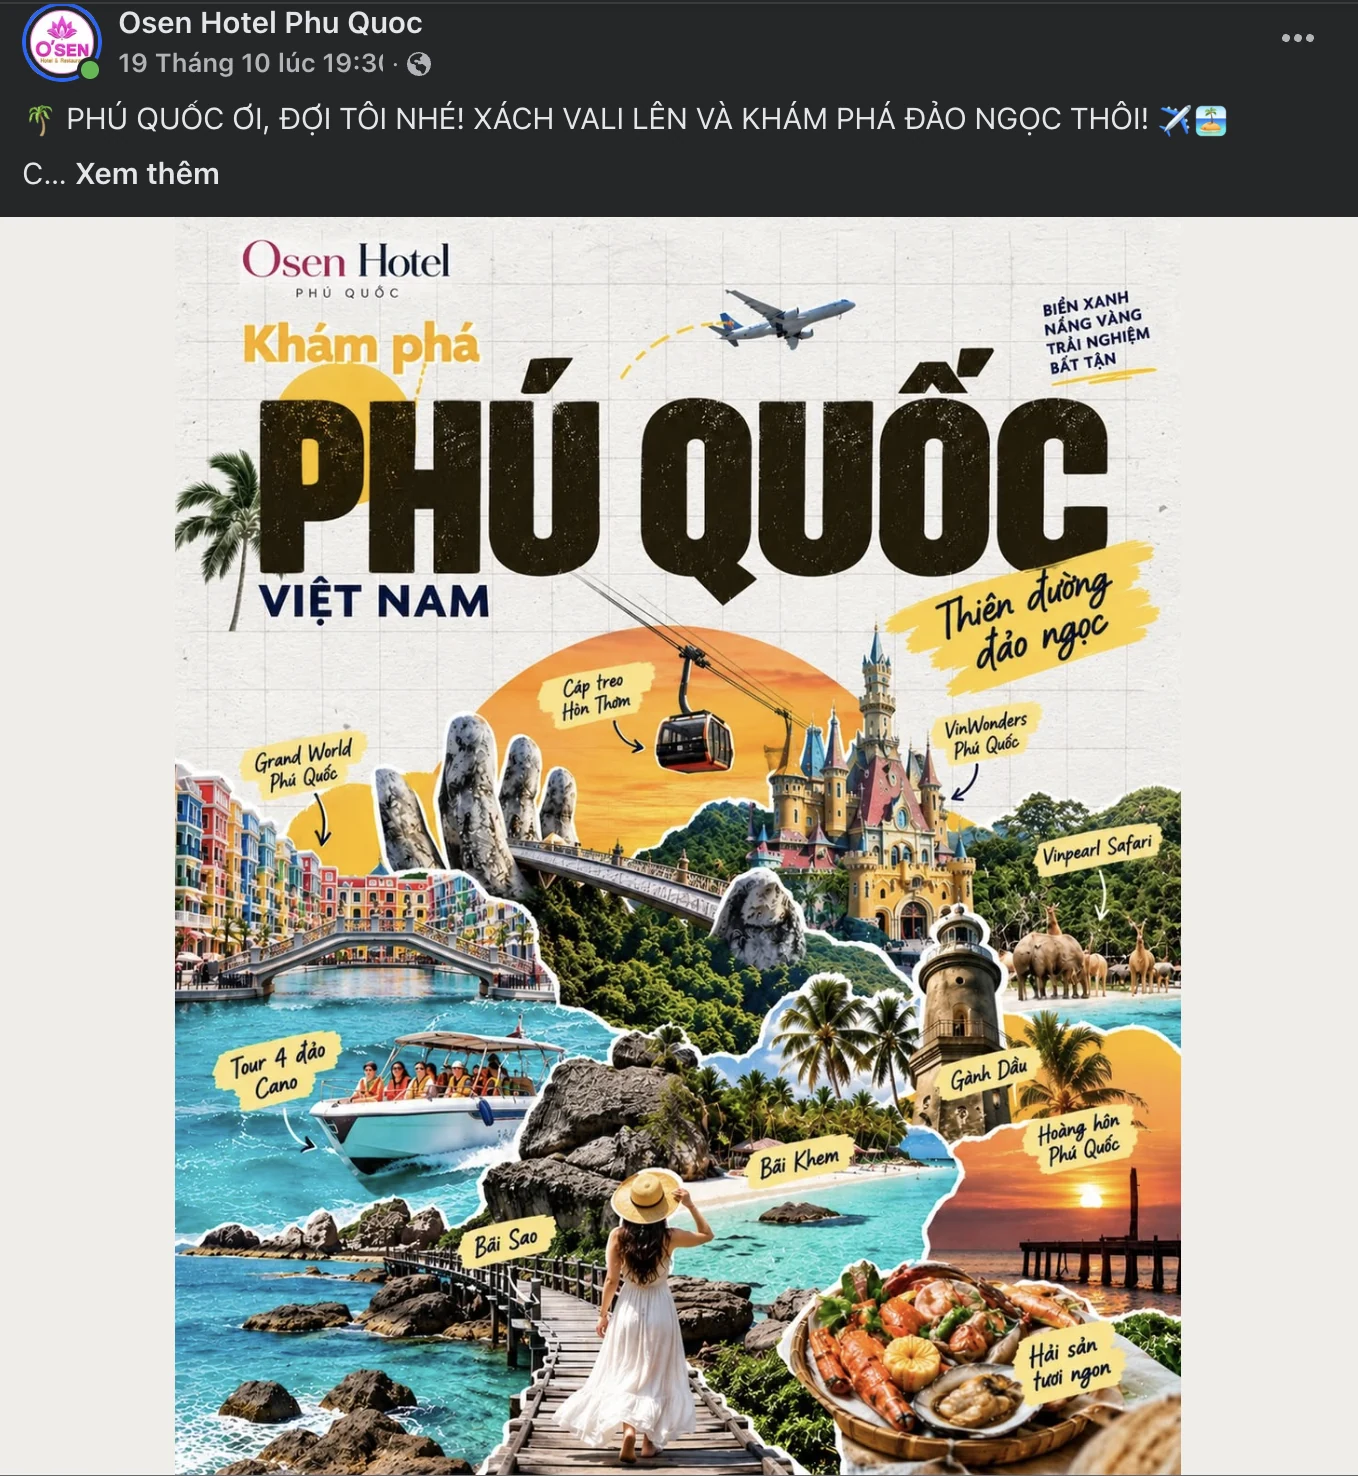 O'SEN
Hotel & Restaurant
Osen Hotel Phu Quoc
19 Tháng 10 lúc 19:30 ·
PHÚ QUỐC ƠI, ĐỢI TÔI NHÉ! XÁCH VALI LÊN VÀ KHÁM PHÁ ĐẢO NGỌC THÔI!
C... Xem thêm
Osen Hotel
PHÚ QUỐC
Khám phá
BIỂN XANH
NẮNG VÀNG
TRẢI NGHIỆM
BẤT TẬN
PHÚ QUỐC
VIỆT NAM
Thiên đường
đảo ngọc
Cáp treo
Hòn Thơm
VinWonders
Phú Quốc
Grand World
Phú Quốc
Vinpearl Safari
Tour 4 đảo
Cano
Gành Dầu
Hoàng hôn
Phú Quốc
Bãi Khem
Bãi Sao
Hải sản
tươi ngon